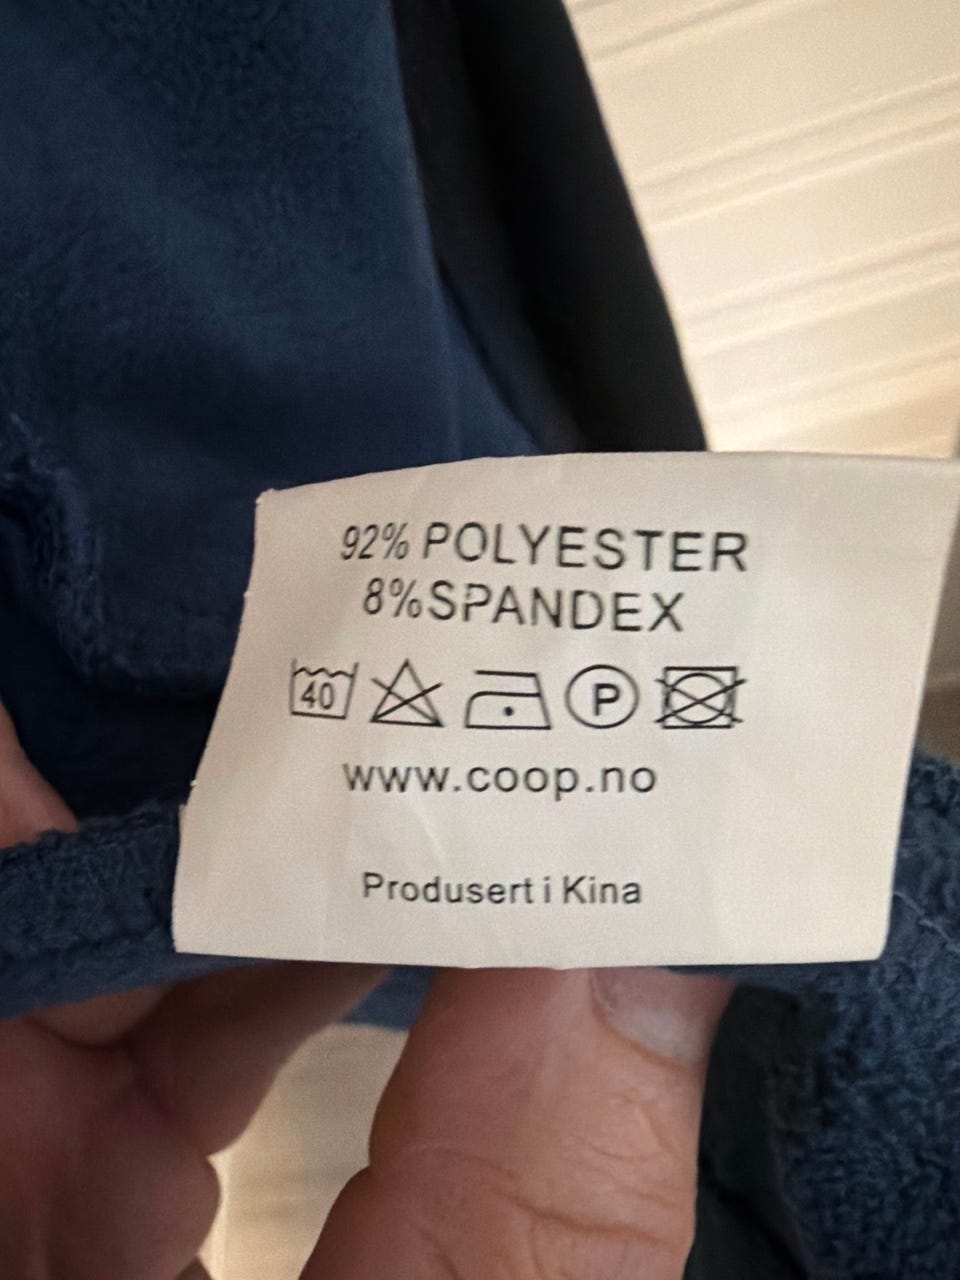 92% POLYESTER
8%SPANDEX
40 P
www.coop.no
Produsert i Kina